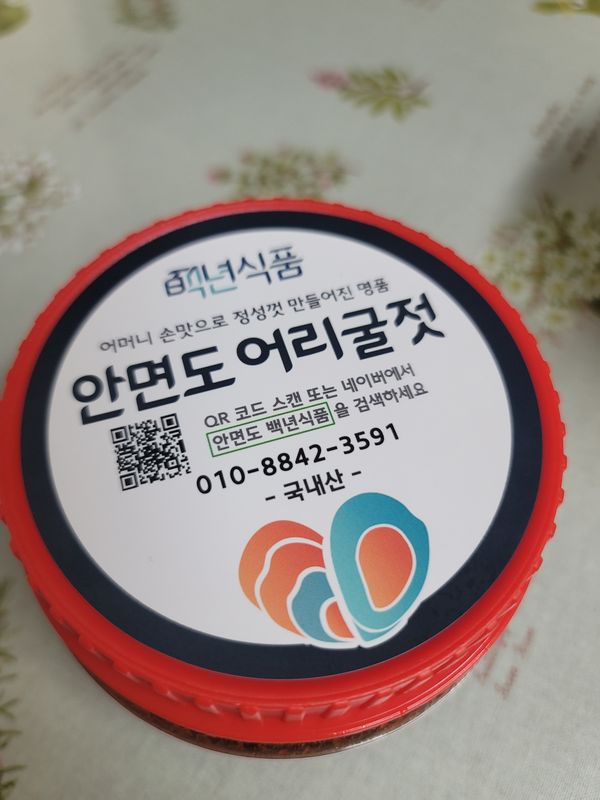 백년식품
어머니 손맛으로 정성껏 만들어진 명품
안면도 어리굴젓
QR 코드 스캔 또는 네이버에서
안면도 백년식품을 검색하세요
010-8842-3591
- 국내산 -